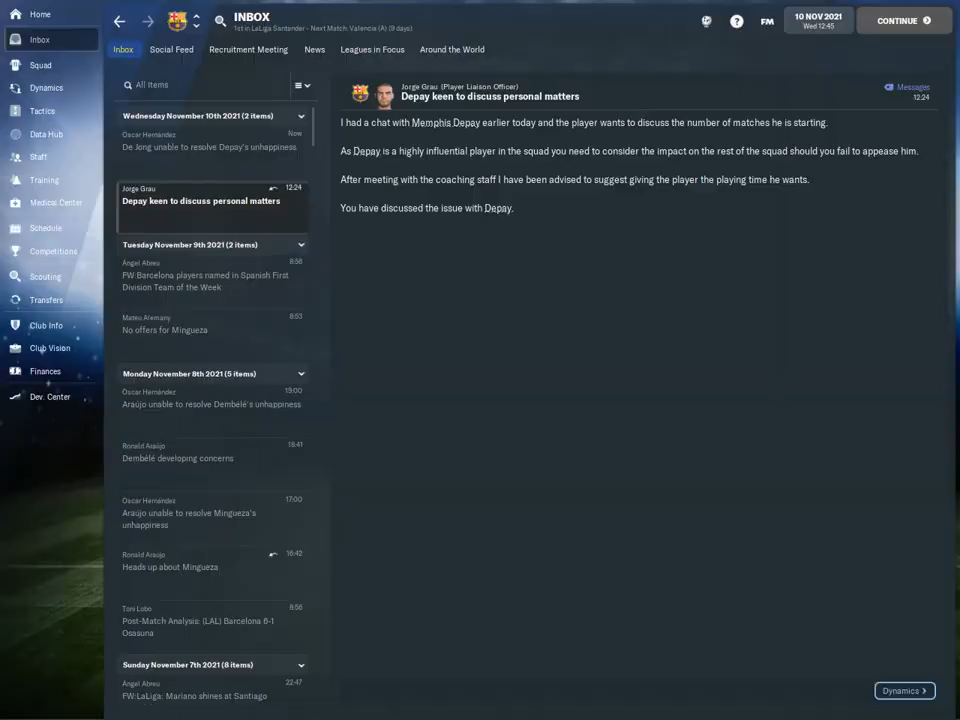 Home
Inbox
Squad
Dynamics
Tactics
Data Hub
Staff
Training
Medical Center
Schedule
Competitions
Scouting
Transfers
Club Info
Club Vision
Finances
Dev. Center
INBOX
1st in LaLiga Santander - Next Match: Valencia (A) (9 days)
?
FM
10 NOV 2021
Wed 12:45
CONTINUE
Inbox
Social Feed
Recruitment Meeting
News
Leagues in Focus
Around the World
All Items
Wednesday November 10th 2021 (2 items)
Òscar Hernández Now
De Jong unable to resolve Depay's unhappiness
Jorge Grau 12:24
Depay keen to discuss personal matters
Tuesday November 9th 2021 (2 items)
Ángel Abreu 8:56
FW:Barcelona players named in Spanish First
Division Team of the Week
Mateu Alemany 8:53
No offers for Mingueza
Monday November 8th 2021 (5 items)
Òscar Hernández 19:00
Araújo unable to resolve Dembélé's unhappiness
Ronald Araújo 18:41
Dembélé developing concerns
Òscar Hernández 17:00
Araújo unable to resolve Mingueza's
unhappiness
Ronald Araújo 16:42
Heads up about Mingueza
Toni Lobo 8:56
Post-Match Analysis: (LAL) Barcelona 6-1
Osasuna
Sunday November 7th 2021 (8 items)
Ángel Abreu 22:47
FW:LaLiga: Mariano shines at Santiago
Jorge Grau (Player Liaison Officer)
Depay keen to discuss personal matters
Messages
12:24
I had a chat with Memphis Depay earlier today and the player wants to discuss the number of matches he is starting.
As Depay is a highly influential player in the squad you need to consider the impact on the rest of the squad should you fail to appease him.
After meeting with the coaching staff I have been advised to suggest giving the player the playing time he wants.
You have discussed the issue with Depay.
Dynamics >